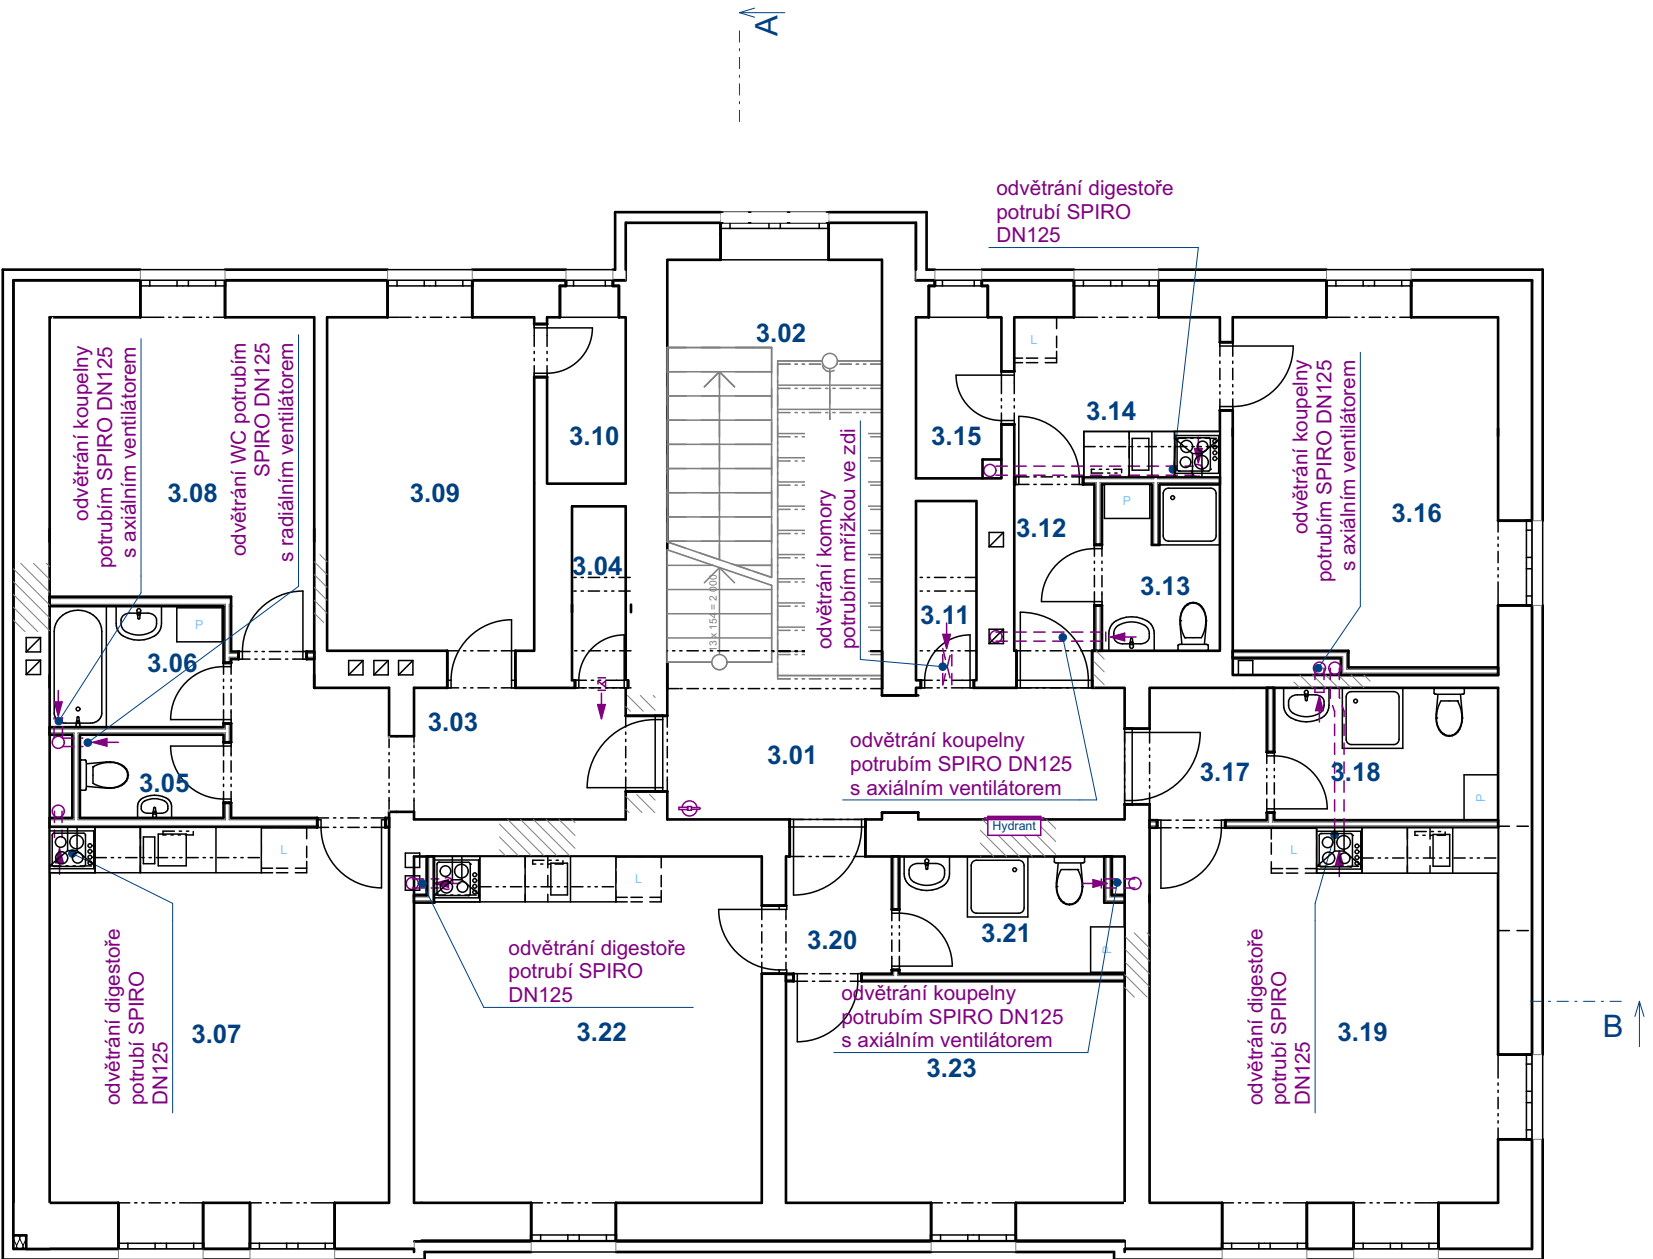 A
odvětrání digestoře
potrubí SPIRO
DN125
odvětrání koupelny
potrubím SPIRO DN125
s axiálním ventilátorem
odvětrání WC potrubím
SPIRO DN125
s radiálním ventilátorem
3.02
L
odvětrání koupelny
potrubím SPIRO DN125
s axiálním ventilátorem
3.14
3.10
3.15
3.08
3.09
odvětrání komory
potrubím mřížkou ve zdi
P
3.16
3.12
3.04
13 x 154 = 2 000
3.13
3.11
P
3.06
3.03
odvětrání koupelny
potrubím SPIRO DN125
s axiálním ventilátorem
3.01
3.17
3.18
3.05
P
Hydrant
L
L
L
odvětrání digestoře
potrubí SPIRO
DN125
odvětrání digestoře
potrubí SPIRO
DN125
3.20
3.21
P
odvětrání koupelny
potrubím SPIRO DN125
s axiálním ventilátorem
odvětrání digestoře
potrubí SPIRO
DN125
3.07
3.22
3.23
3.19
B